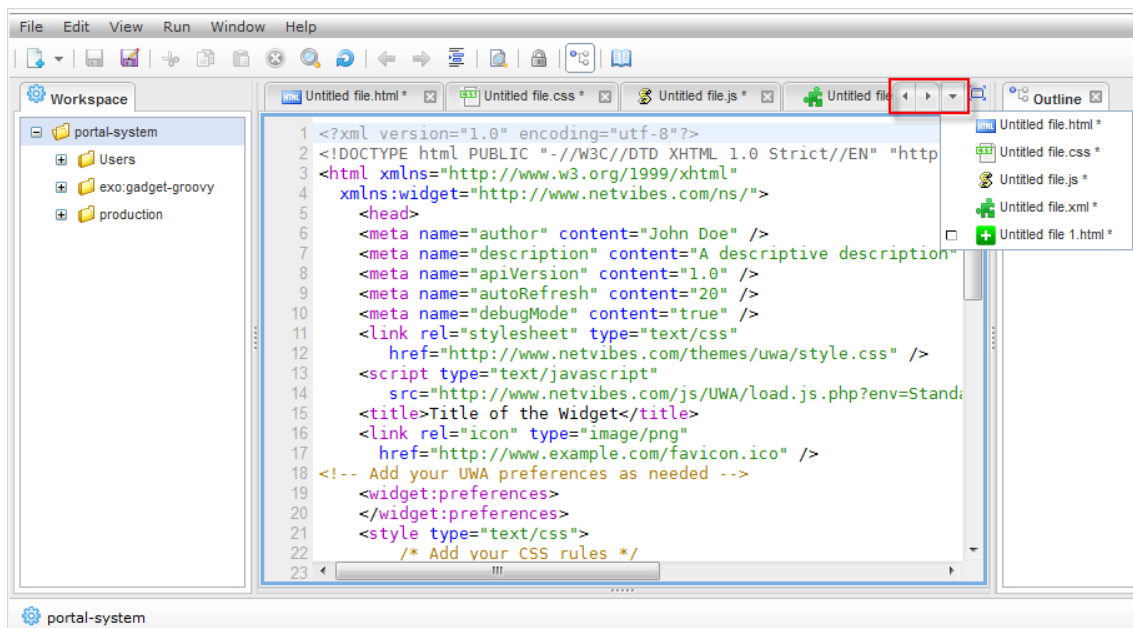 File Edit View Run Window Help
Workspace
portal-system
Users
exo:gadget-groovy
production
Untitled file.html * Untitled file.css * Untitled file.js * Untitled file
1 <?xml version="1.0" encoding="utf-8"?>
2 <!DOCTYPE html PUBLIC "-//W3C//DTD XHTML 1.0 Strict//EN" "http
3 <html xmlns="http://www.w3.org/1999/xhtml"
4 xmlns:widget="http://www.netvibes.com/ns/">
5 <head>
6 <meta name="author" content="John Doe" />
7 <meta name="description" content="A descriptive description"
8 <meta name="apiVersion" content="1.0" />
9 <meta name="autoRefresh" content="20" />
10 <meta name="debugMode" content="true" />
11 <link rel="stylesheet" type="text/css"
12 href="http://www.netvibes.com/themes/uwa/style.css" />
13 <script type="text/javascript"
14 src="http://www.netvibes.com/js/UWA/load.js.php?env=Standa
15 <title>Title of the Widget</title>
16 <link rel="icon" type="image/png"
17 href="http://www.example.com/favicon.ico" />
18 <!-- Add your UWA preferences as needed -->
19 <widget:preferences>
20 </widget:preferences>
21 <style type="text/css">
22 /* Add your CSS rules */
23
Outline
Untitled file.html *
Untitled file.css *
Untitled file.js *
Untitled file.xml *
Untitled file 1.html *
portal-system